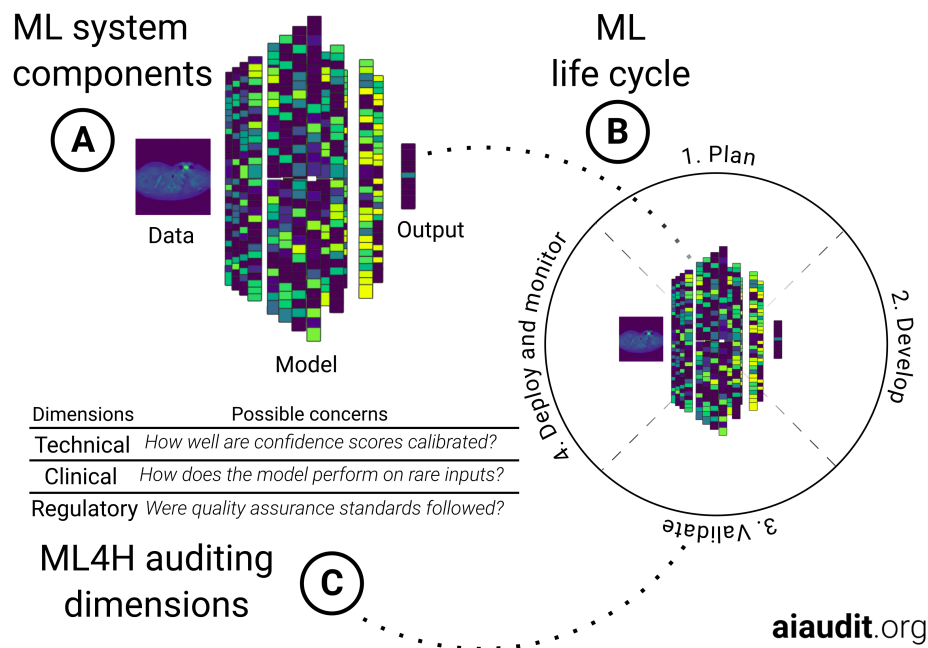 ML system
components
A
Data
Model
Output
ML
life cycle
B
1. Plan
2. Develop
3. Validate
4. Deploy and monitor
Dimensions Possible concerns
Technical How well are confidence scores calibrated?
Clinical How does the model perform on rare inputs?
Regulatory Were quality assurance standards followed?
ML4H auditing
dimensions
C
aiaudit.org